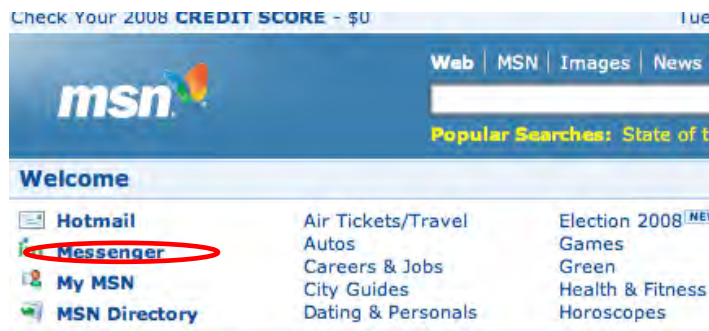 Check Your 2008 CREDIT SCORE - $0 Tue
msn
Web | MSN | Images | News
Popular Searches: State of t
Welcome
Hotmail Air Tickets/Travel Election 2008 NEW
Messenger Autos Games
My MSN Careers & Jobs Green
MSN Directory City Guides Health & Fitness
Dating & Personals Horoscopes